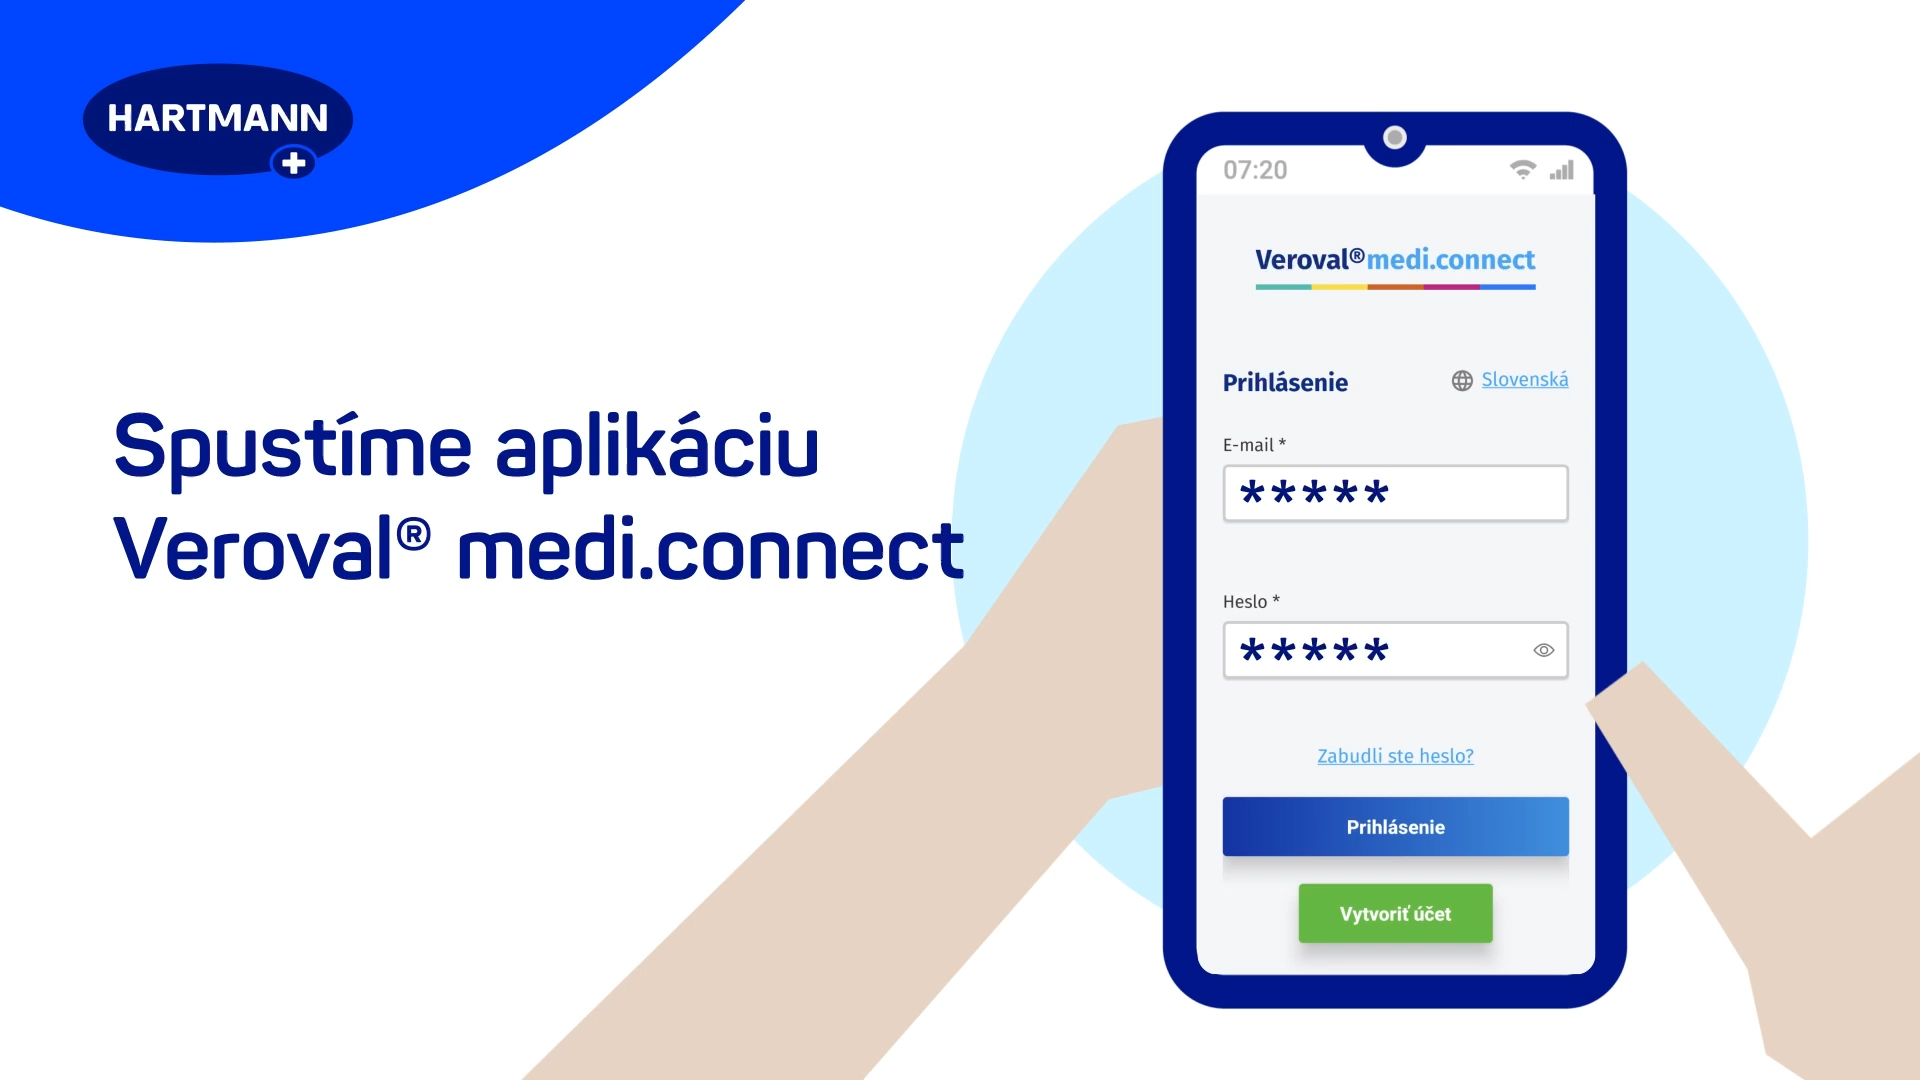 HARTMANN
Spustíme aplikáciu
Veroval® medi.connect
07:20
Veroval®medi.connect
Prihlásenie
Slovenská
E-mail *
*****
Heslo *
*****
Zabudli ste heslo?
Prihlásenie
Vytvoriť účet